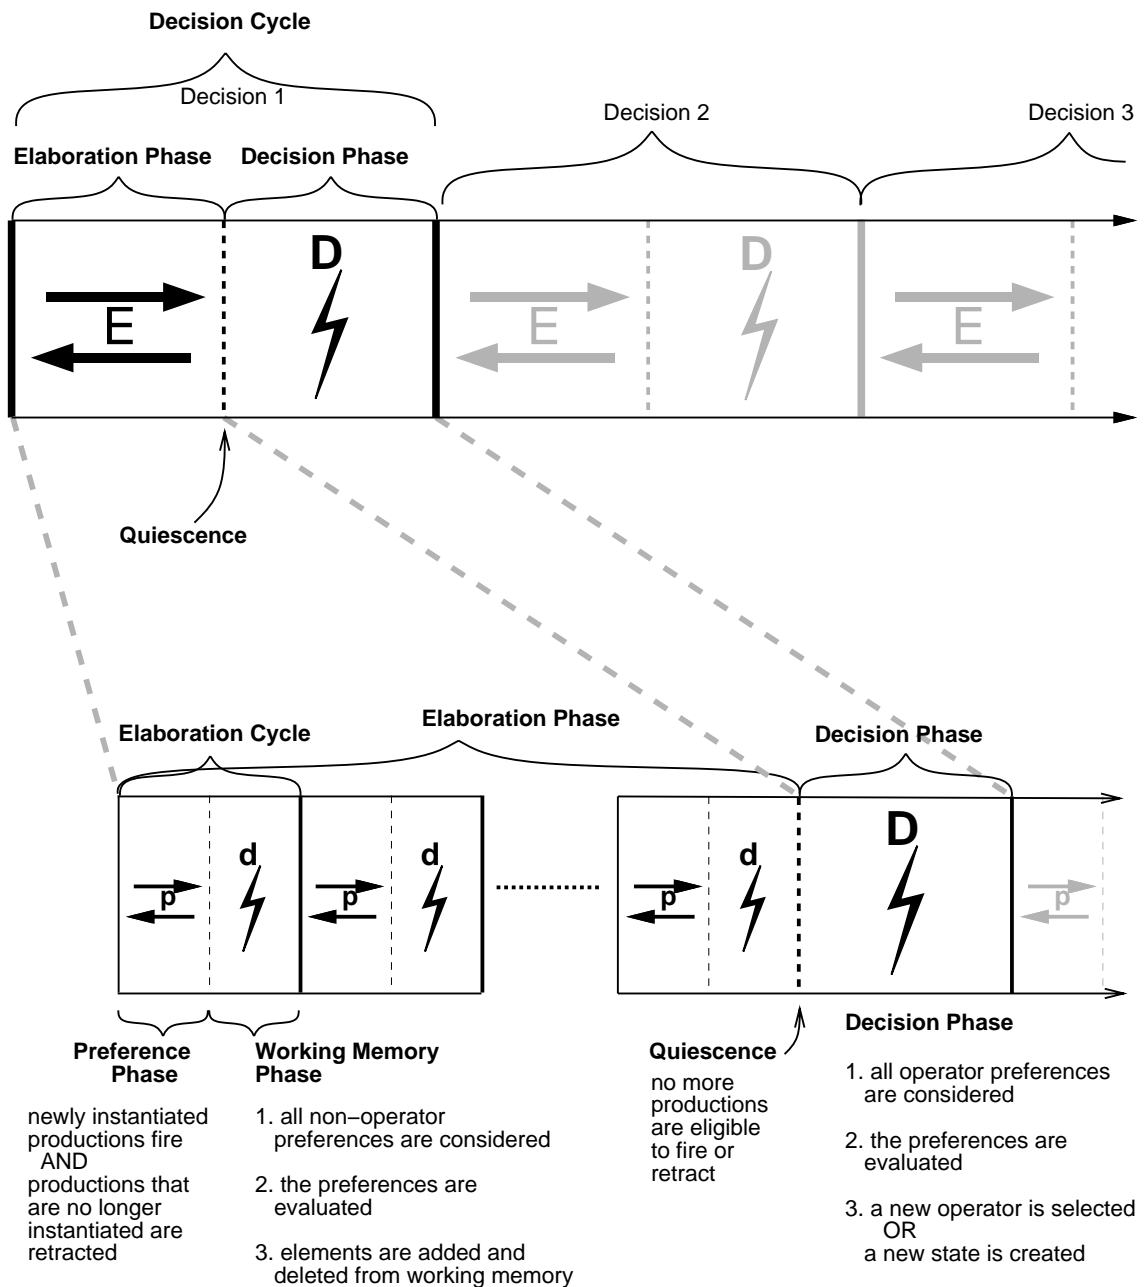 Decision Cycle
Decision 1
Decision 2
Decision 3
Elaboration Phase
Decision Phase
D
D
E
E
E
Quiescence
Elaboration Phase
Elaboration Cycle
Decision Phase
D
d
d
d
p
p
p
p
Preference
Phase
newly instantiated
productions fire
AND
productions that
are no longer
instantiated are
retracted
Working Memory
Phase
1. all non−operator
preferences are considered
2. the preferences are
evaluated
3. elements are added and
deleted from working memory
Quiescence
no more
productions
are eligible
to fire or
retract
Decision Phase
1. all operator preferences
are considered
2. the preferences are
evaluated
3. a new operator is selected
OR
a new state is created